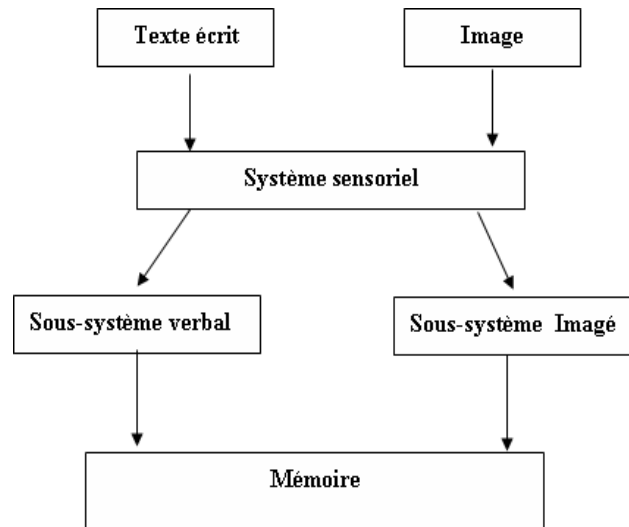 Texte écrit
Image
Système sensoriel
Sous-système verbal
Sous-système Imagé
Mémoire